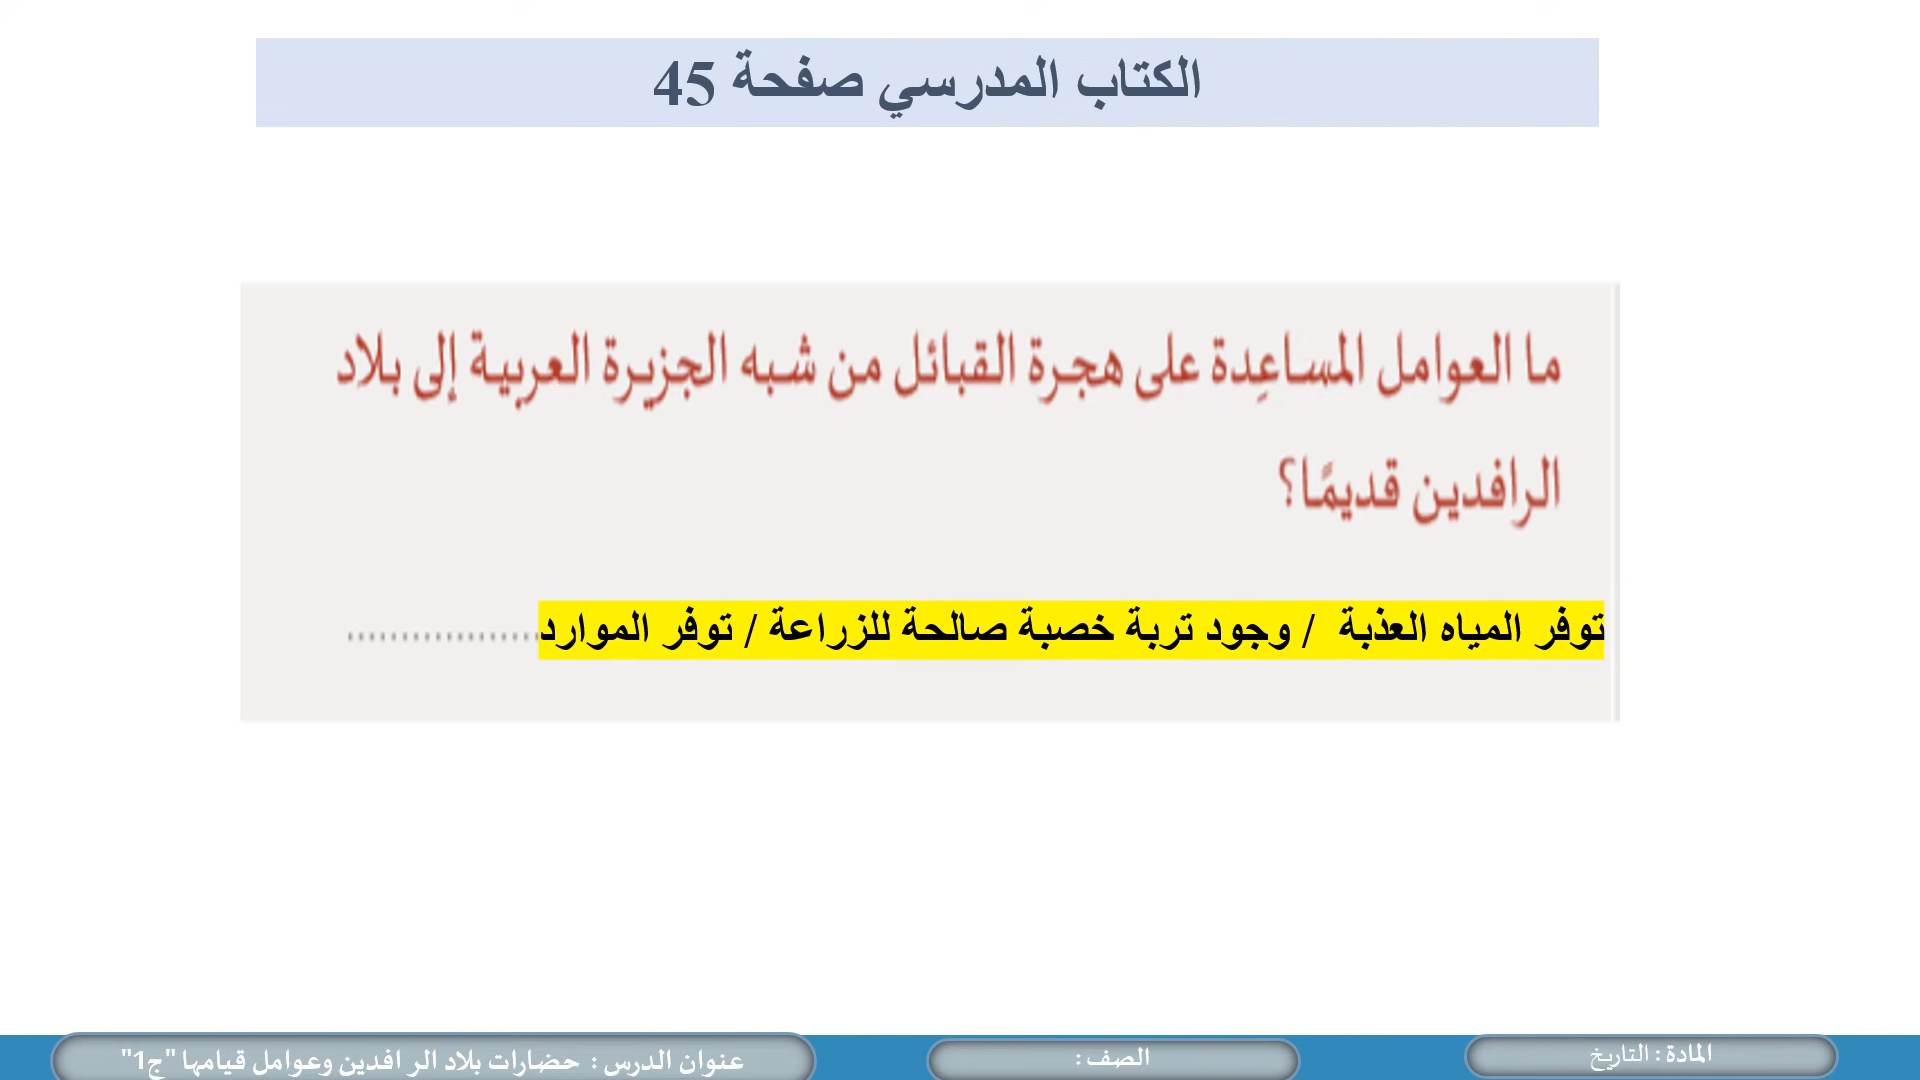 الكتاب المدرسي صفحة 45
ما العوامل المساعِدة على هجرة القبائل من شبه الجزيرة العربية إلى بلاد
الرافدين قديمًا؟
توفر المياه العذبة / وجود تربة خصبة صالحة للزراعة / توفر الموارد..................
المادة : التاريخ
الصف :
عنوان الدرس : حضارات بلاد الرافدين وعوامل قيامها "ج1"